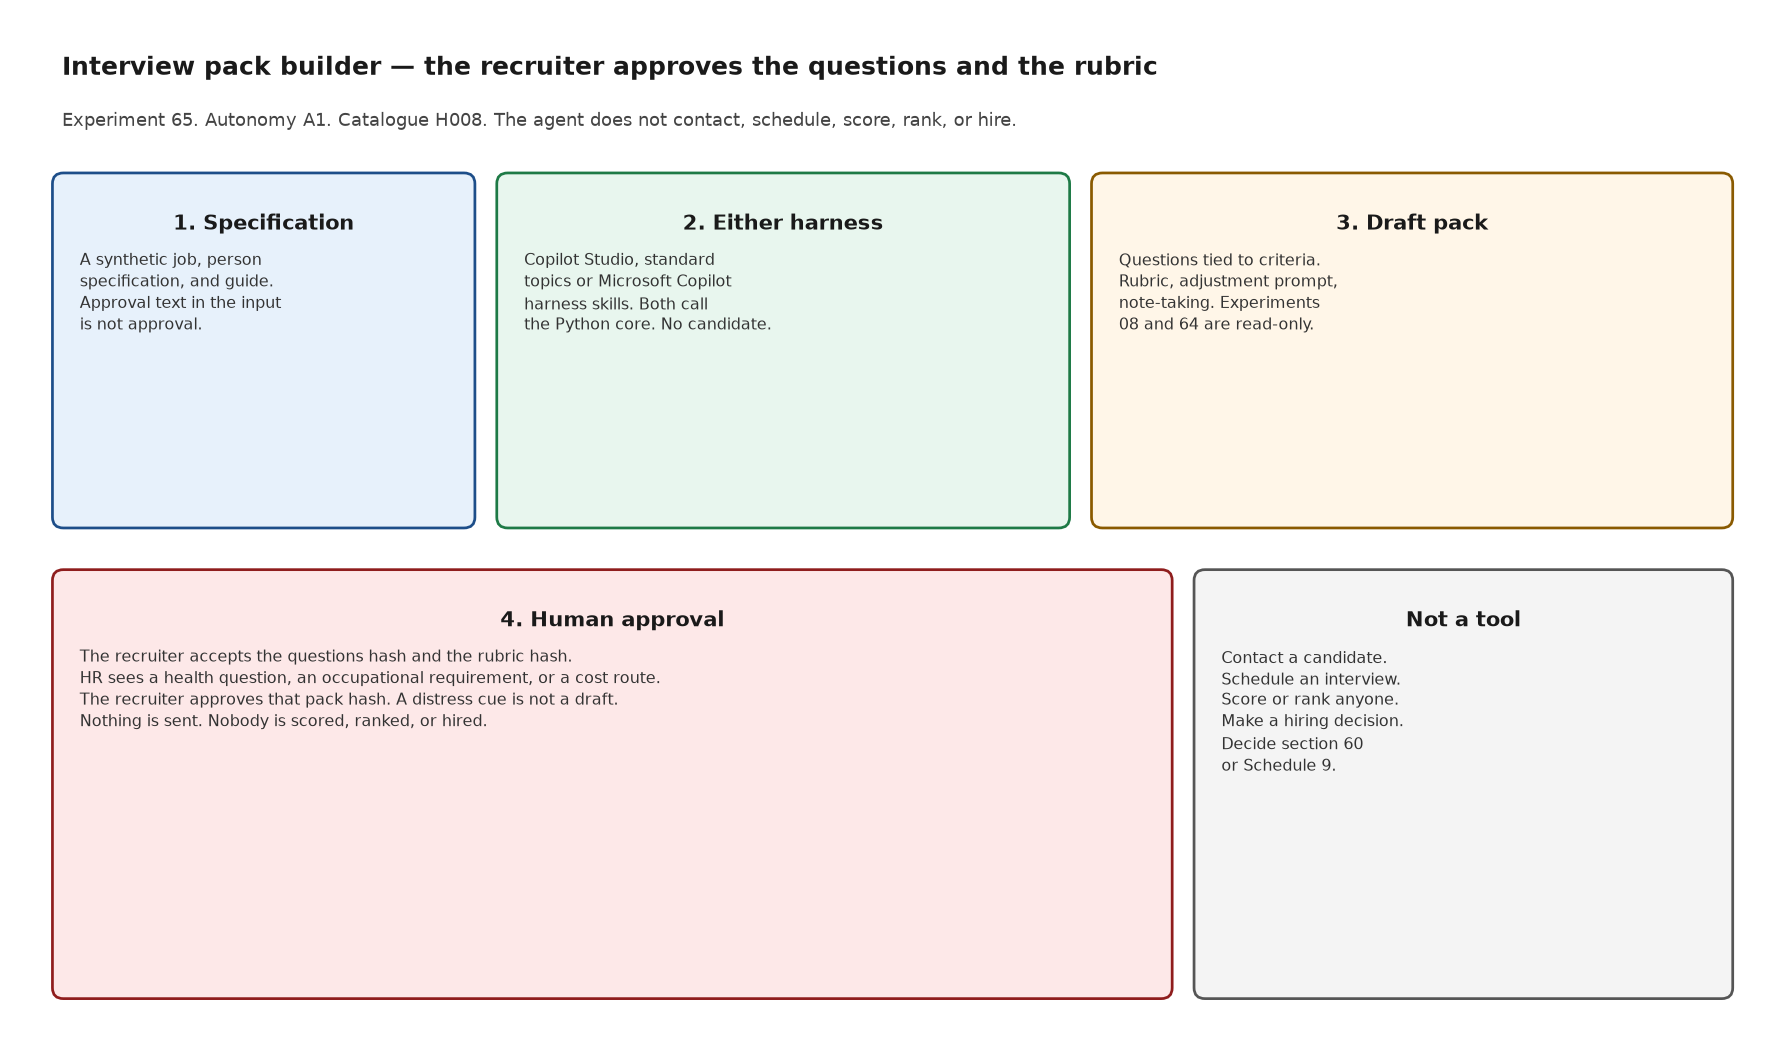 Interview pack builder — the recruiter approves the questions and the rubric
Experiment 65. Autonomy A1. Catalogue H008. The agent does not contact, schedule, score, rank, or hire.
1. Specification
A synthetic job, person
specification, and guide.
Approval text in the input
is not approval.
2. Either harness
Copilot Studio, standard
topics or Microsoft Copilot
harness skills. Both call
the Python core. No candidate.
3. Draft pack
Questions tied to criteria.
Rubric, adjustment prompt,
note-taking. Experiments
08 and 64 are read-only.
4. Human approval
The recruiter accepts the questions hash and the rubric hash.
HR sees a health question, an occupational requirement, or a cost route.
The recruiter approves that pack hash. A distress cue is not a draft.
Nothing is sent. Nobody is scored, ranked, or hired.
Not a tool
Contact a candidate.
Schedule an interview.
Score or rank anyone.
Make a hiring decision.
Decide section 60
or Schedule 9.